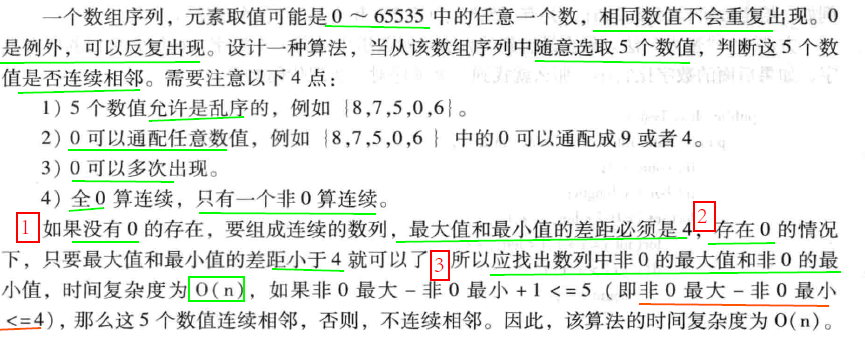 一个数组序列，元素取值可能是 0 ～ 65535 中的任意一个数，相同数值不会重复出现。0
是例外，可以反复出现。设计一种算法，当从该数组序列中随意选取 5 个数值，判断这 5 个数
值是否连续相邻。需要注意以下 4 点：
1）5 个数值允许是乱序的，例如 {8,7,5,0,6}。
2）0 可以通配任意数值，例如 {8,7,5,0,6 } 中的 0 可以通配成 9 或者 4。
3）0 可以多次出现。
4）全 0 算连续，只有一个非 0 算连续。
1 如果没有 0 的存在，要组成连续的数列，最大值和最小值的差距必须是 4，2 存在 0 的情况
下，只要最大值和最小值的差距小于 4 就可以了 3 所以应找出数列中非 0 的最大值和非 0 的最
小值，时间复杂度为 O(n)，如果非 0 最大 – 非 0 最小 +1 <=5（即非 0 最大 – 非 0 最小
<=4），那么这 5 个数值连续相邻，否则，不连续相邻。因此，该算法的时间复杂度为 O(n)。